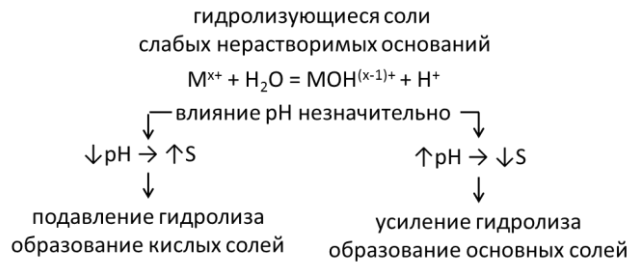 гидролизующиеся соли
слабых нерастворимых оснований
Mˣ⁺ + H₂O = MOH⁽ˣ⁻¹⁾⁺ + H⁺
влияние pH незначительно
↓pH → ↑S
↑pH → ↓S
подавление гидролиза
образование кислых солей
усиление гидролиза
образование основных солей